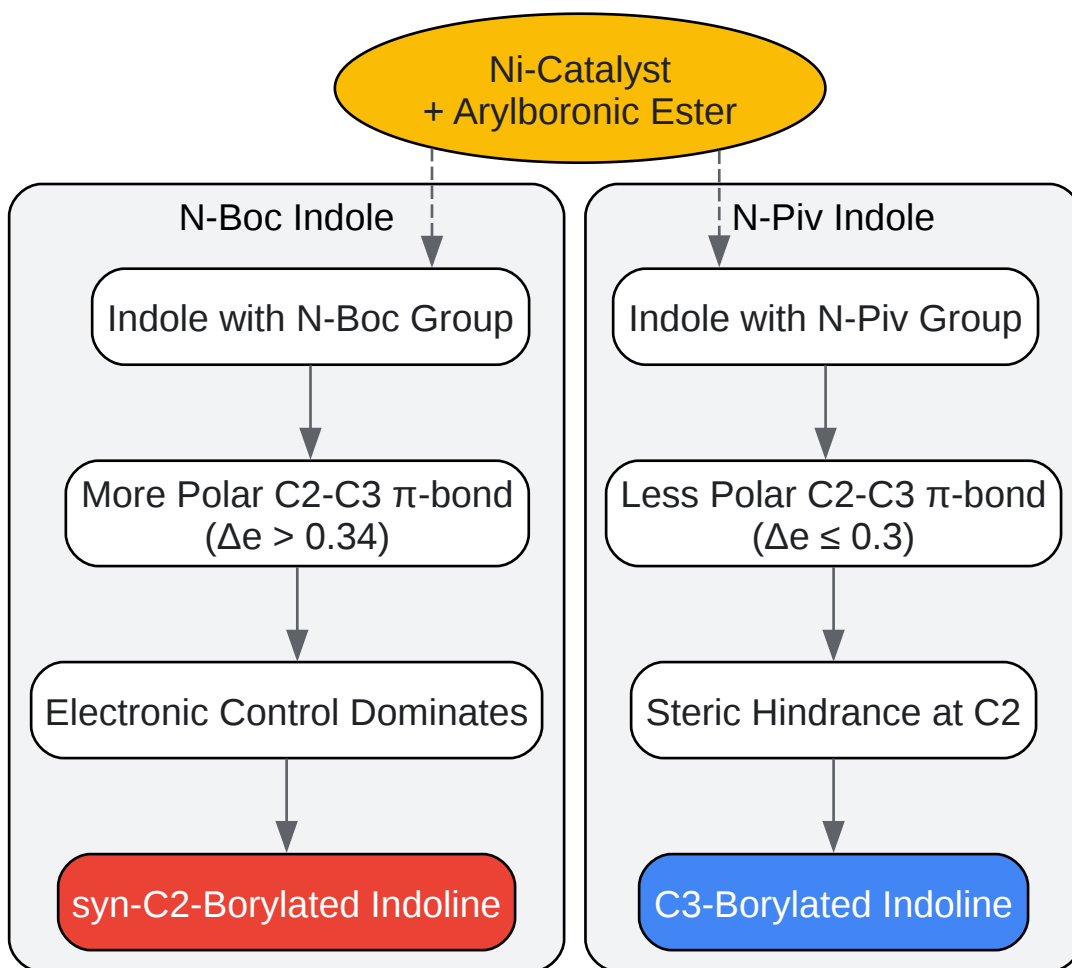 Ni-Catalyst
+ Arylboronic Ester
N-Boc Indole
Indole with N-Boc Group
More Polar C2-C3 π-bond
(Δe > 0.34)
Electronic Control Dominates
syn-C2-Borylated Indoline
N-Piv Indole
Indole with N-Piv Group
Less Polar C2-C3 π-bond
(Δe ≤ 0.3)
Steric Hindrance at C2
C3-Borylated Indoline